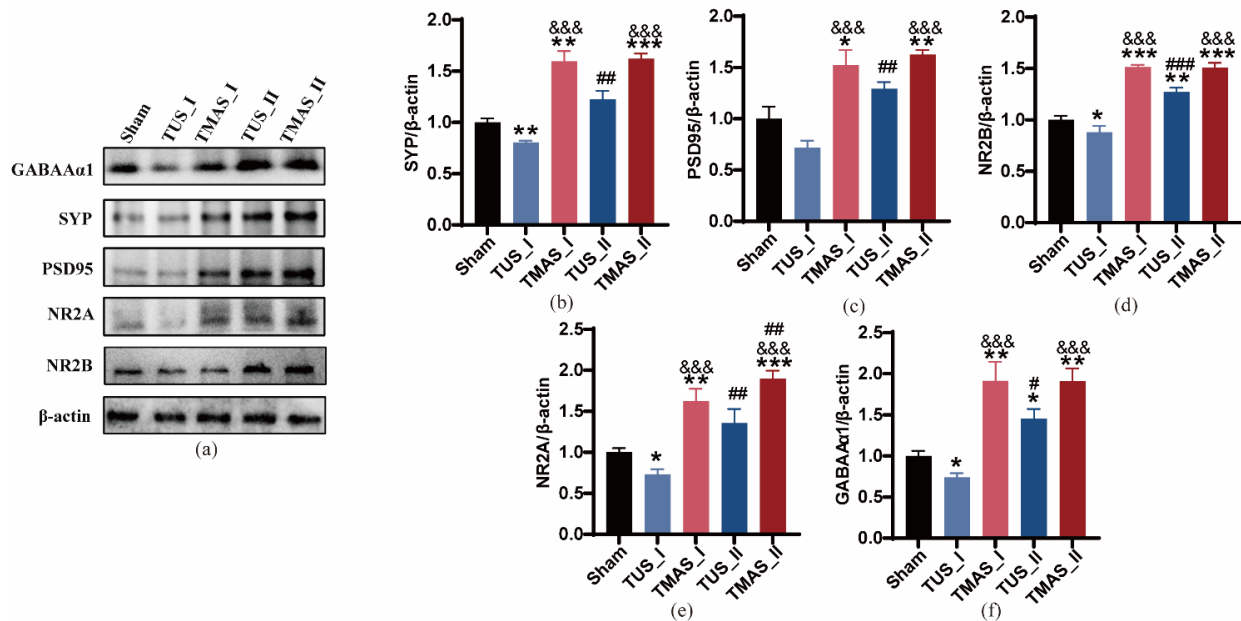 Sham TUS_I TMAS_I TUS_II TMAS_II
GABAAα1
SYP
PSD95
NR2A
NR2B
β-actin
(a)
SYP/β-actin
2.0
1.5
1.0
0.5
0.0
**
&&&
**
##
&&&
***
Sham TUS_I TMAS_I TUS_II TMAS_II
(b)
PSD95/β-actin
2.0
1.5
1.0
0.5
0.0
&&&
*
##
&&&
**
Sham TUS_I TMAS_I TUS_II TMAS_II
(c)
NR2B/β-actin
2.0
1.5
1.0
0.5
0.0
*
&&&
***
###
**
&&&
***
Sham TUS_I TMAS_I TUS_II TMAS_II
(d)
NR2A/β-actin
2.5
2.0
1.5
1.0
0.5
0.0
*
&&&
**
##
##
&&&
***
Sham TUS_I TMAS_I TUS_II TMAS_II
(e)
GABAAα1/β-actin
2.5
2.0
1.5
1.0
0.5
0.0
*
&&&
**
#
*
&&&
**
Sham TUS_I TMAS_I TUS_II TMAS_II
(f)